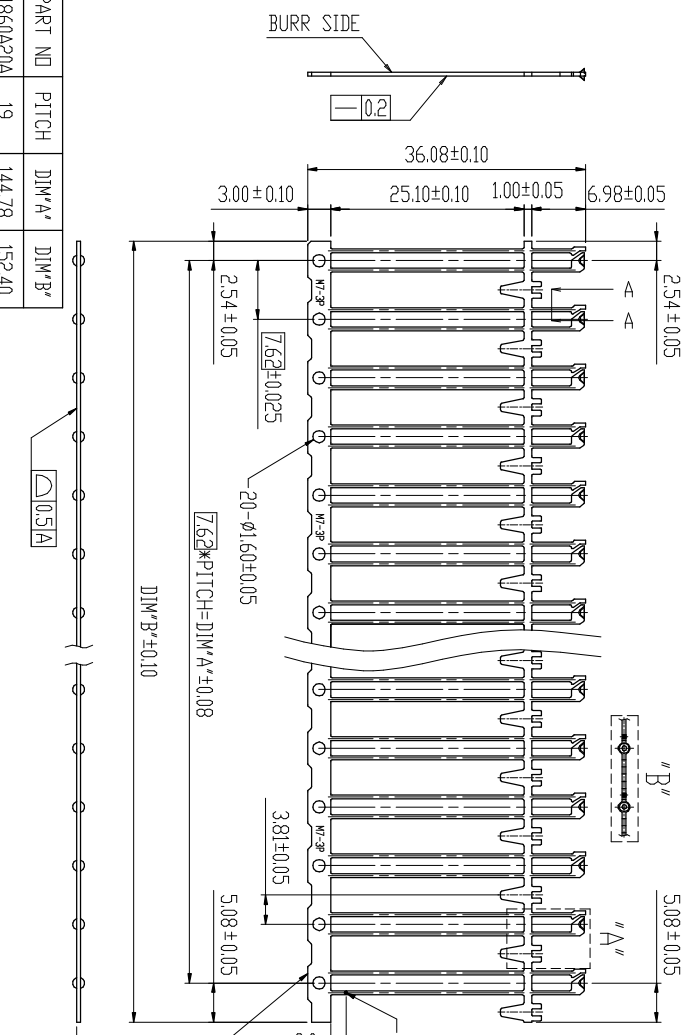 BURR SIDE
0.2
36.08±0.10
3.00±0.10
25.10±0.10
1.00±0.05
6.98±0.05
PART NO PITCH DIM"A" DIM"B"
19 144.78 152.40
2.54±0.05
2.54±0.05
A
A
7.62±0.025
M7-3P
20-Ø1.60±0.05
M7-3P
7.62*PITCH=DIM"A"±0.08
DIM"B"±0.10
0.5 A
"B"
M7-3P
3.81±0.05
5.08±0.05
5.08±0.05
"A"